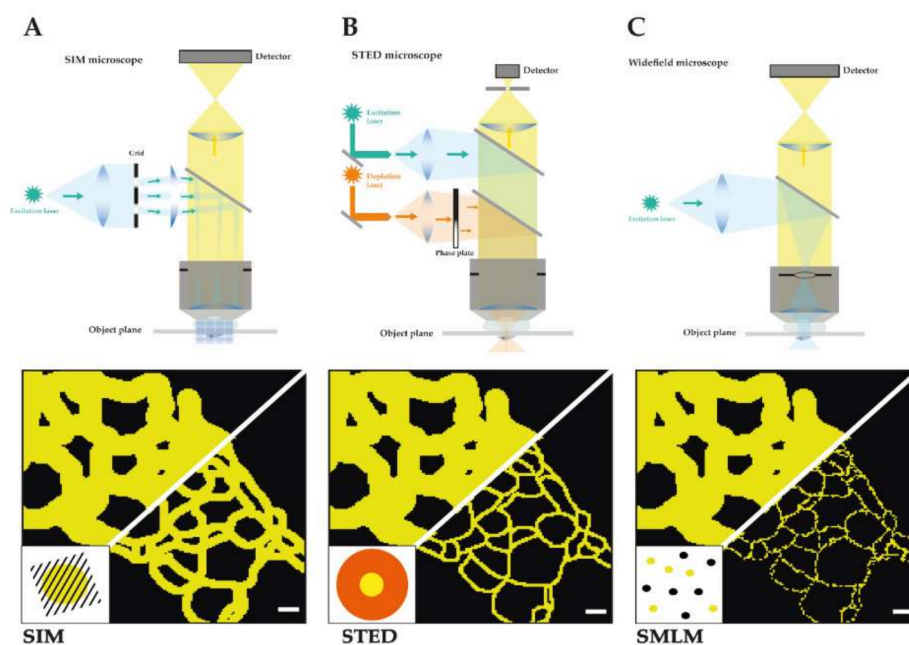 A
SIM microscope
Detector
Grid
Excitation laser
Object plane
SIM
B
STED microscope
Detector
Excitation
laser
Depletion
laser
Phase plate
Object plane
STED
C
Widefield microscope
Detector
Excitation laser
Object plane
SMLM